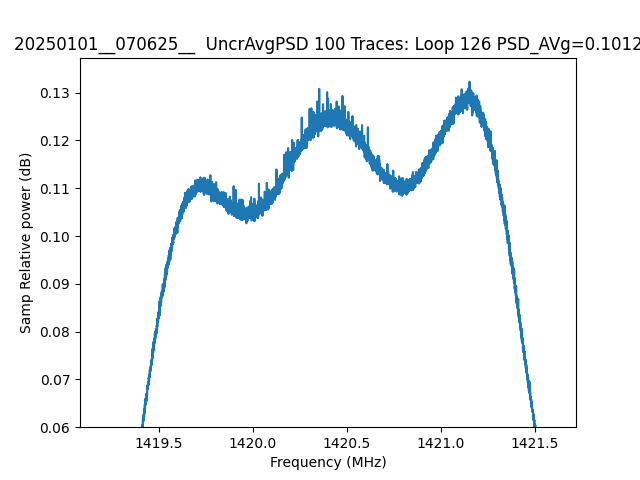 20250101__070625__  UncrAvgPSD 100 Traces: Loop 126 PSD_AVg=0.1012
0.13
0.12
0.11
0.10
0.09
0.08
0.07
0.06
Samp Relative power (dB)
1419.5 1420.0 1420.5 1421.0 1421.5
Frequency (MHz)